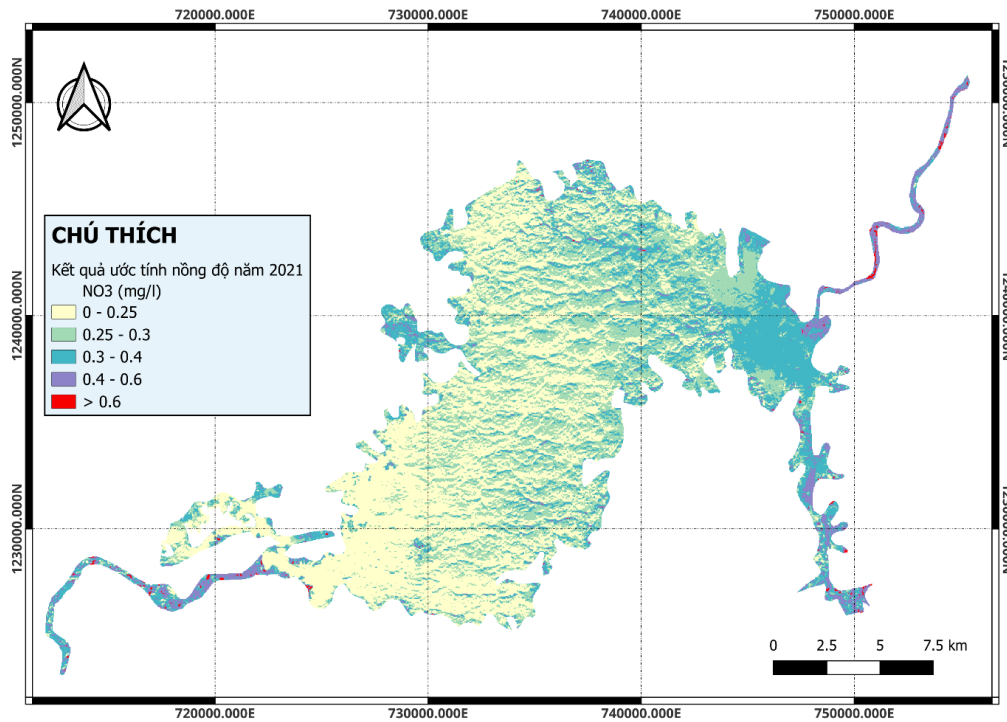 720000.000E 730000.000E 740000.000E 750000.000E
1250000.000N
1240000.000N
1230000.000N
CHÚ THÍCH
Kết quả ước tính nồng độ năm 2021
NO3 (mg/l)
0 - 0.25
0.25 - 0.3
0.3 - 0.4
0.4 - 0.6
> 0.6
0 2.5 5 7.5 km
720000.000E 730000.000E 740000.000E 750000.000E